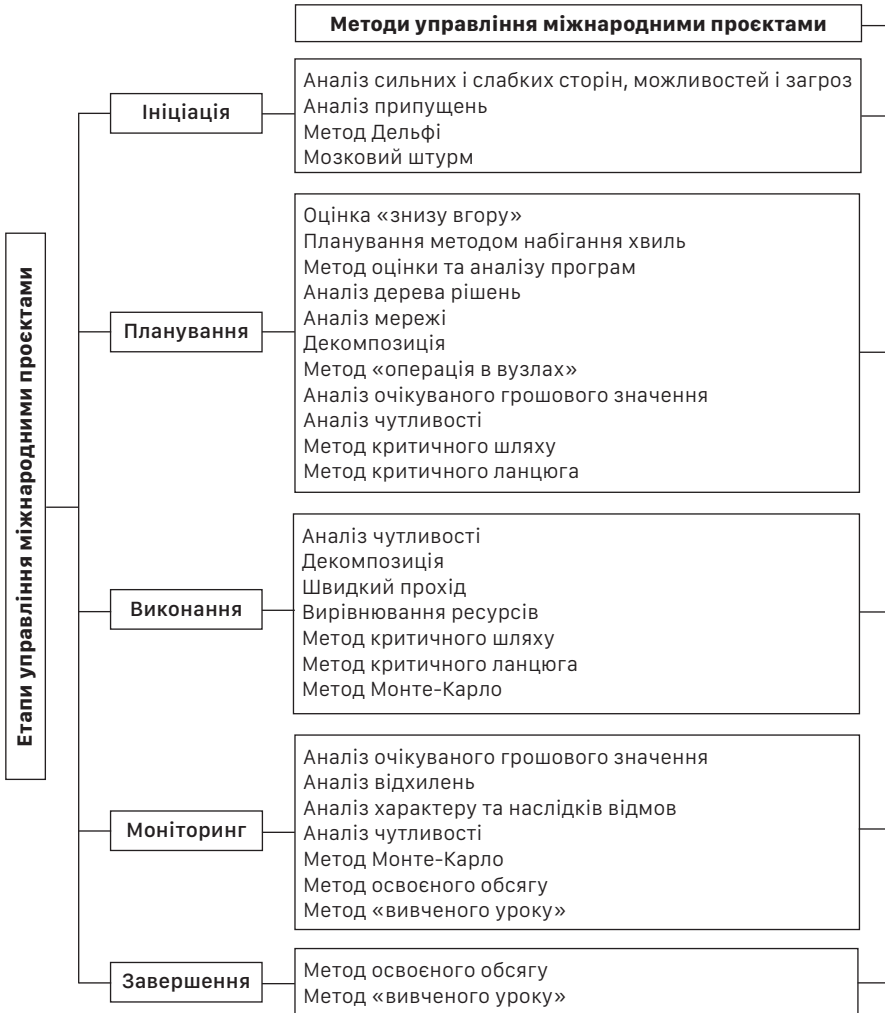 Методи управління міжнародними проєктами
Етапи управління міжнародними проєктами
Ініціація
Аналіз сильних і слабких сторін, можливостей і загроз
Аналіз припущень
Метод Дельфі
Мозковий штурм
Планування
Оцінка «знизу вгору»
Планування методом набігання хвиль
Метод оцінки та аналізу програм
Аналіз дерева рішень
Аналіз мережі
Декомпозиція
Метод «операція в вузлах»
Аналіз очікуваного грошового значення
Аналіз чутливості
Метод критичного шляху
Метод критичного ланцюга
Виконання
Аналіз чутливості
Декомпозиція
Швидкий прохід
Вирівнювання ресурсів
Метод критичного шляху
Метод критичного ланцюга
Метод Монте-Карло
Моніторинг
Аналіз очікуваного грошового значення
Аналіз відхилень
Аналіз характеру та наслідків відмов
Аналіз чутливості
Метод Монте-Карло
Метод освоєного обсягу
Метод «вивченого уроку»
Завершення
Метод освоєного обсягу
Метод «вивченого уроку»